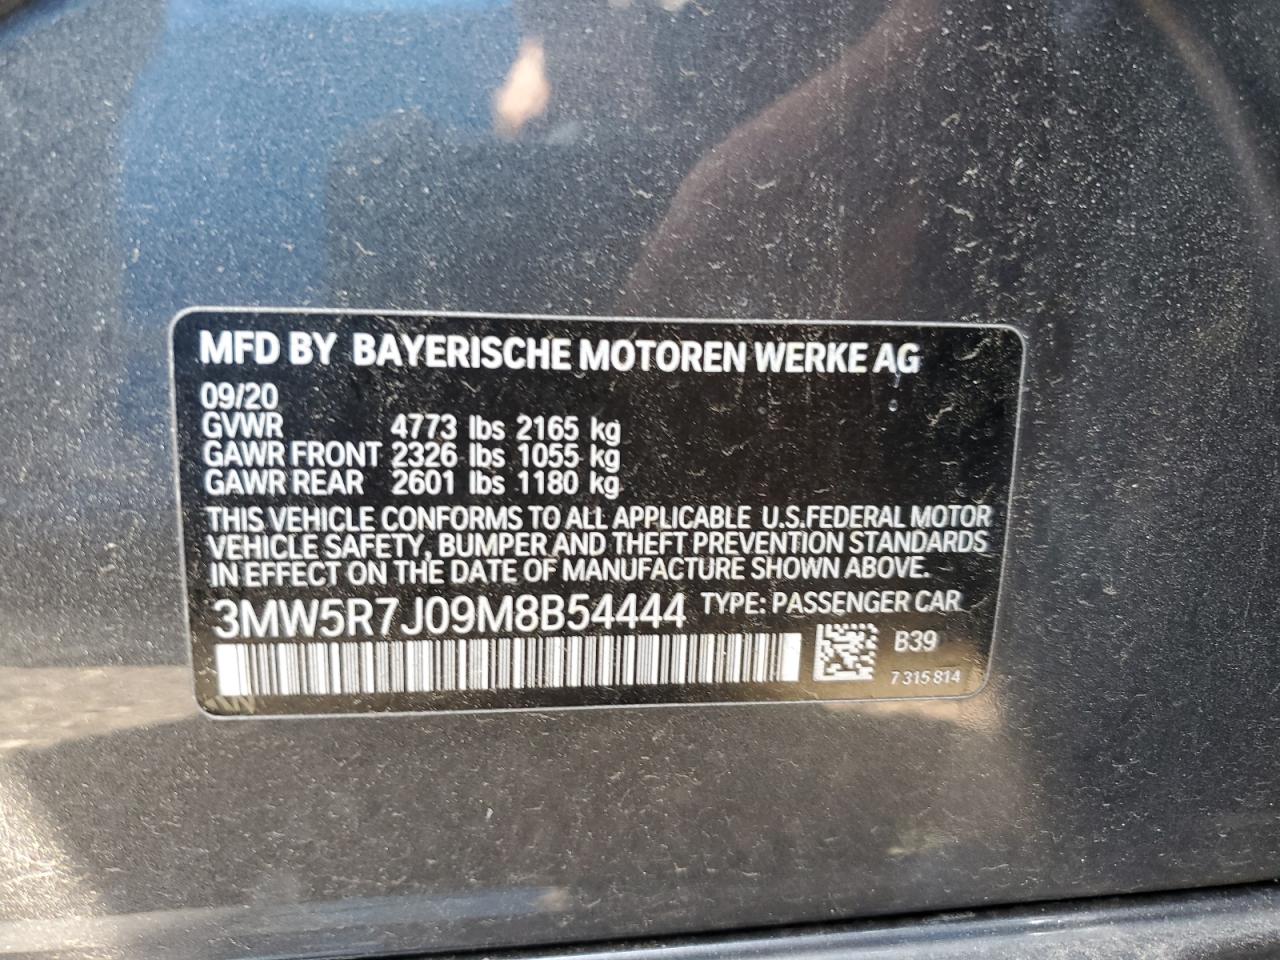 MFD BY BAYERISCHE MOTOREN WERKE AG
09/20
GVWR 4773 lbs 2165 kg
GAWR FRONT 2326 lbs 1055 kg
GAWR REAR 2601 lbs 1180 kg
THIS VEHICLE CONFORMS TO ALL APPLICABLE U.S.FEDERAL MOTOR
VEHICLE SAFETY, BUMPER AND THEFT PREVENTION STANDARDS
IN EFFECT ON THE DATE OF MANUFACTURE SHOWN ABOVE.
3MW5R7J09M8B54444 TYPE: PASSENGER CAR
B39
7 315 814